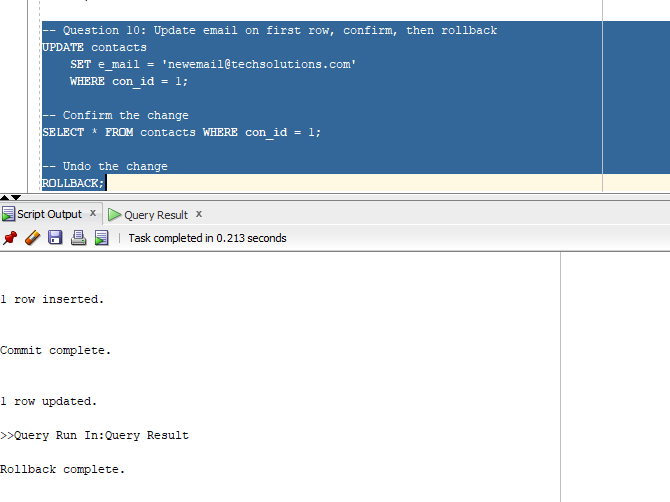 -- Question 10: Update email on first row, confirm, then rollback
UPDATE contacts
SET e_mail = 'newemail@techsolutions.com'
WHERE con_id = 1;
-- Confirm the change
SELECT * FROM contacts WHERE con_id = 1;
-- Undo the change
ROLLBACK;
Script Output x Query Result x
Task completed in 0.213 seconds
1 row inserted.
Commit complete.
1 row updated.
>>Query Run In:Query Result
Rollback complete.